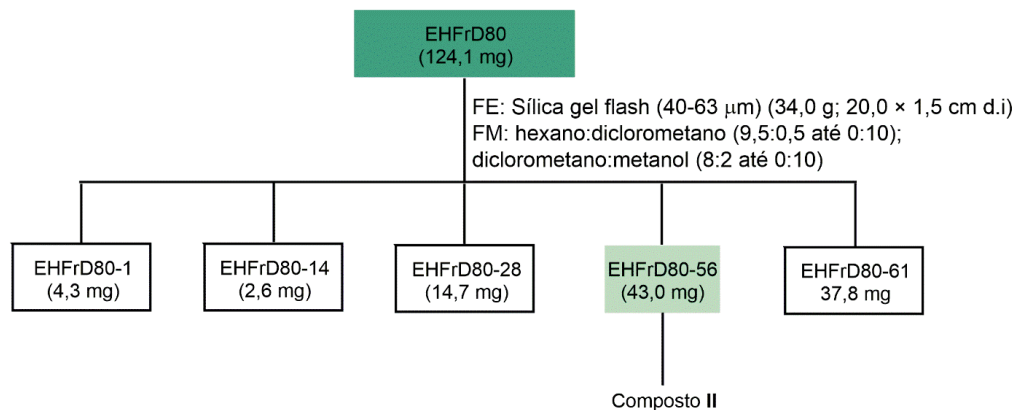 EHFrD80
(124,1 mg)
FE: Sílica gel flash (40-63 μm) (34,0 g; 20,0 × 1,5 cm d.i)
FM: hexano:diclorometano (9,5:0,5 até 0:10);
diclorometano:metanol (8:2 até 0:10)
EHFrD80-1
(4,3 mg)
EHFrD80-14
(2,6 mg)
EHFrD80-28
(14,7 mg)
EHFrD80-56
(43,0 mg)
EHFrD80-61
37,8 mg
Composto II